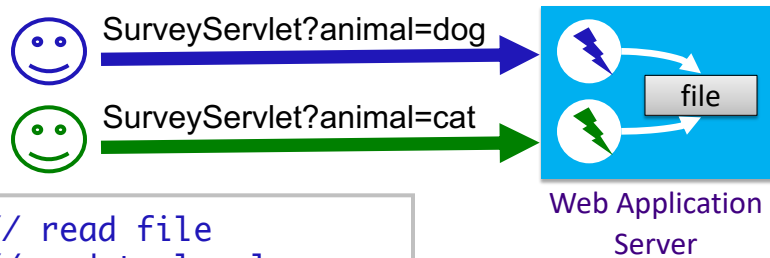 SurveyServlet?animal=dog
SurveyServlet?animal=cat
file
Web Application
Server
/ read file